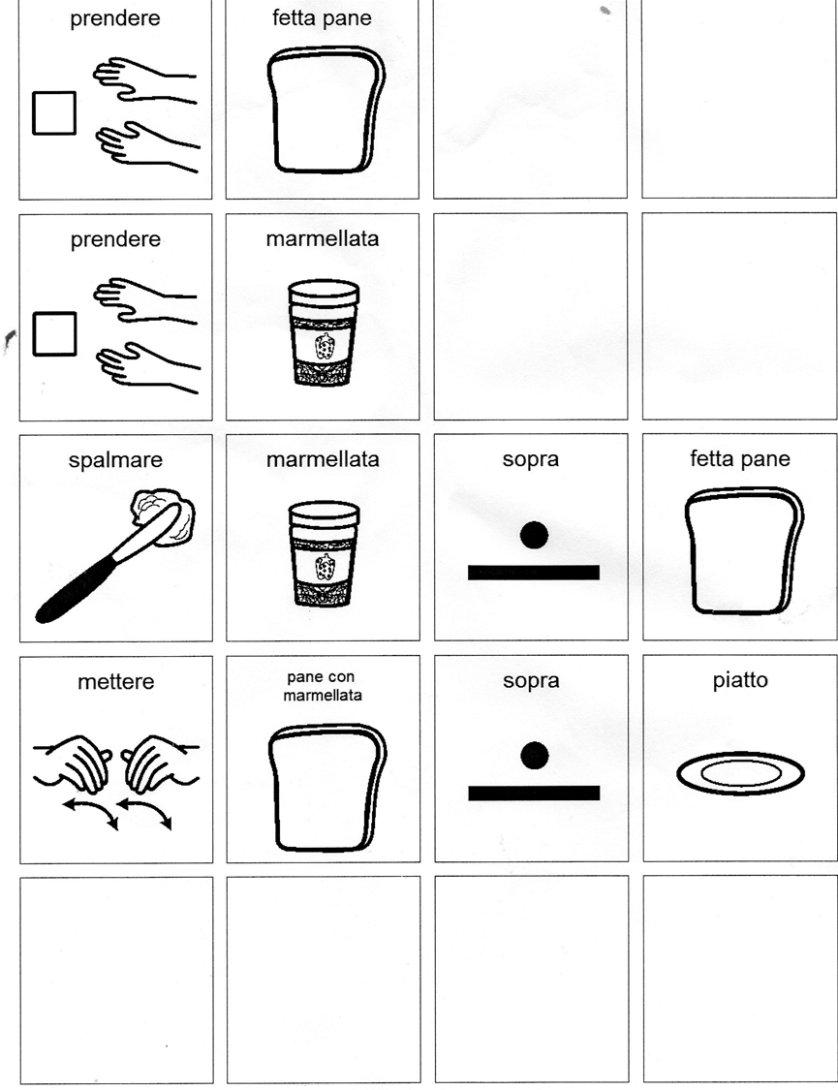 prendere
fetta pane
prendere
marmellata
spalmare
marmellata
sopra
fetta pane
mettere
pane con
marmellata
sopra
piatto